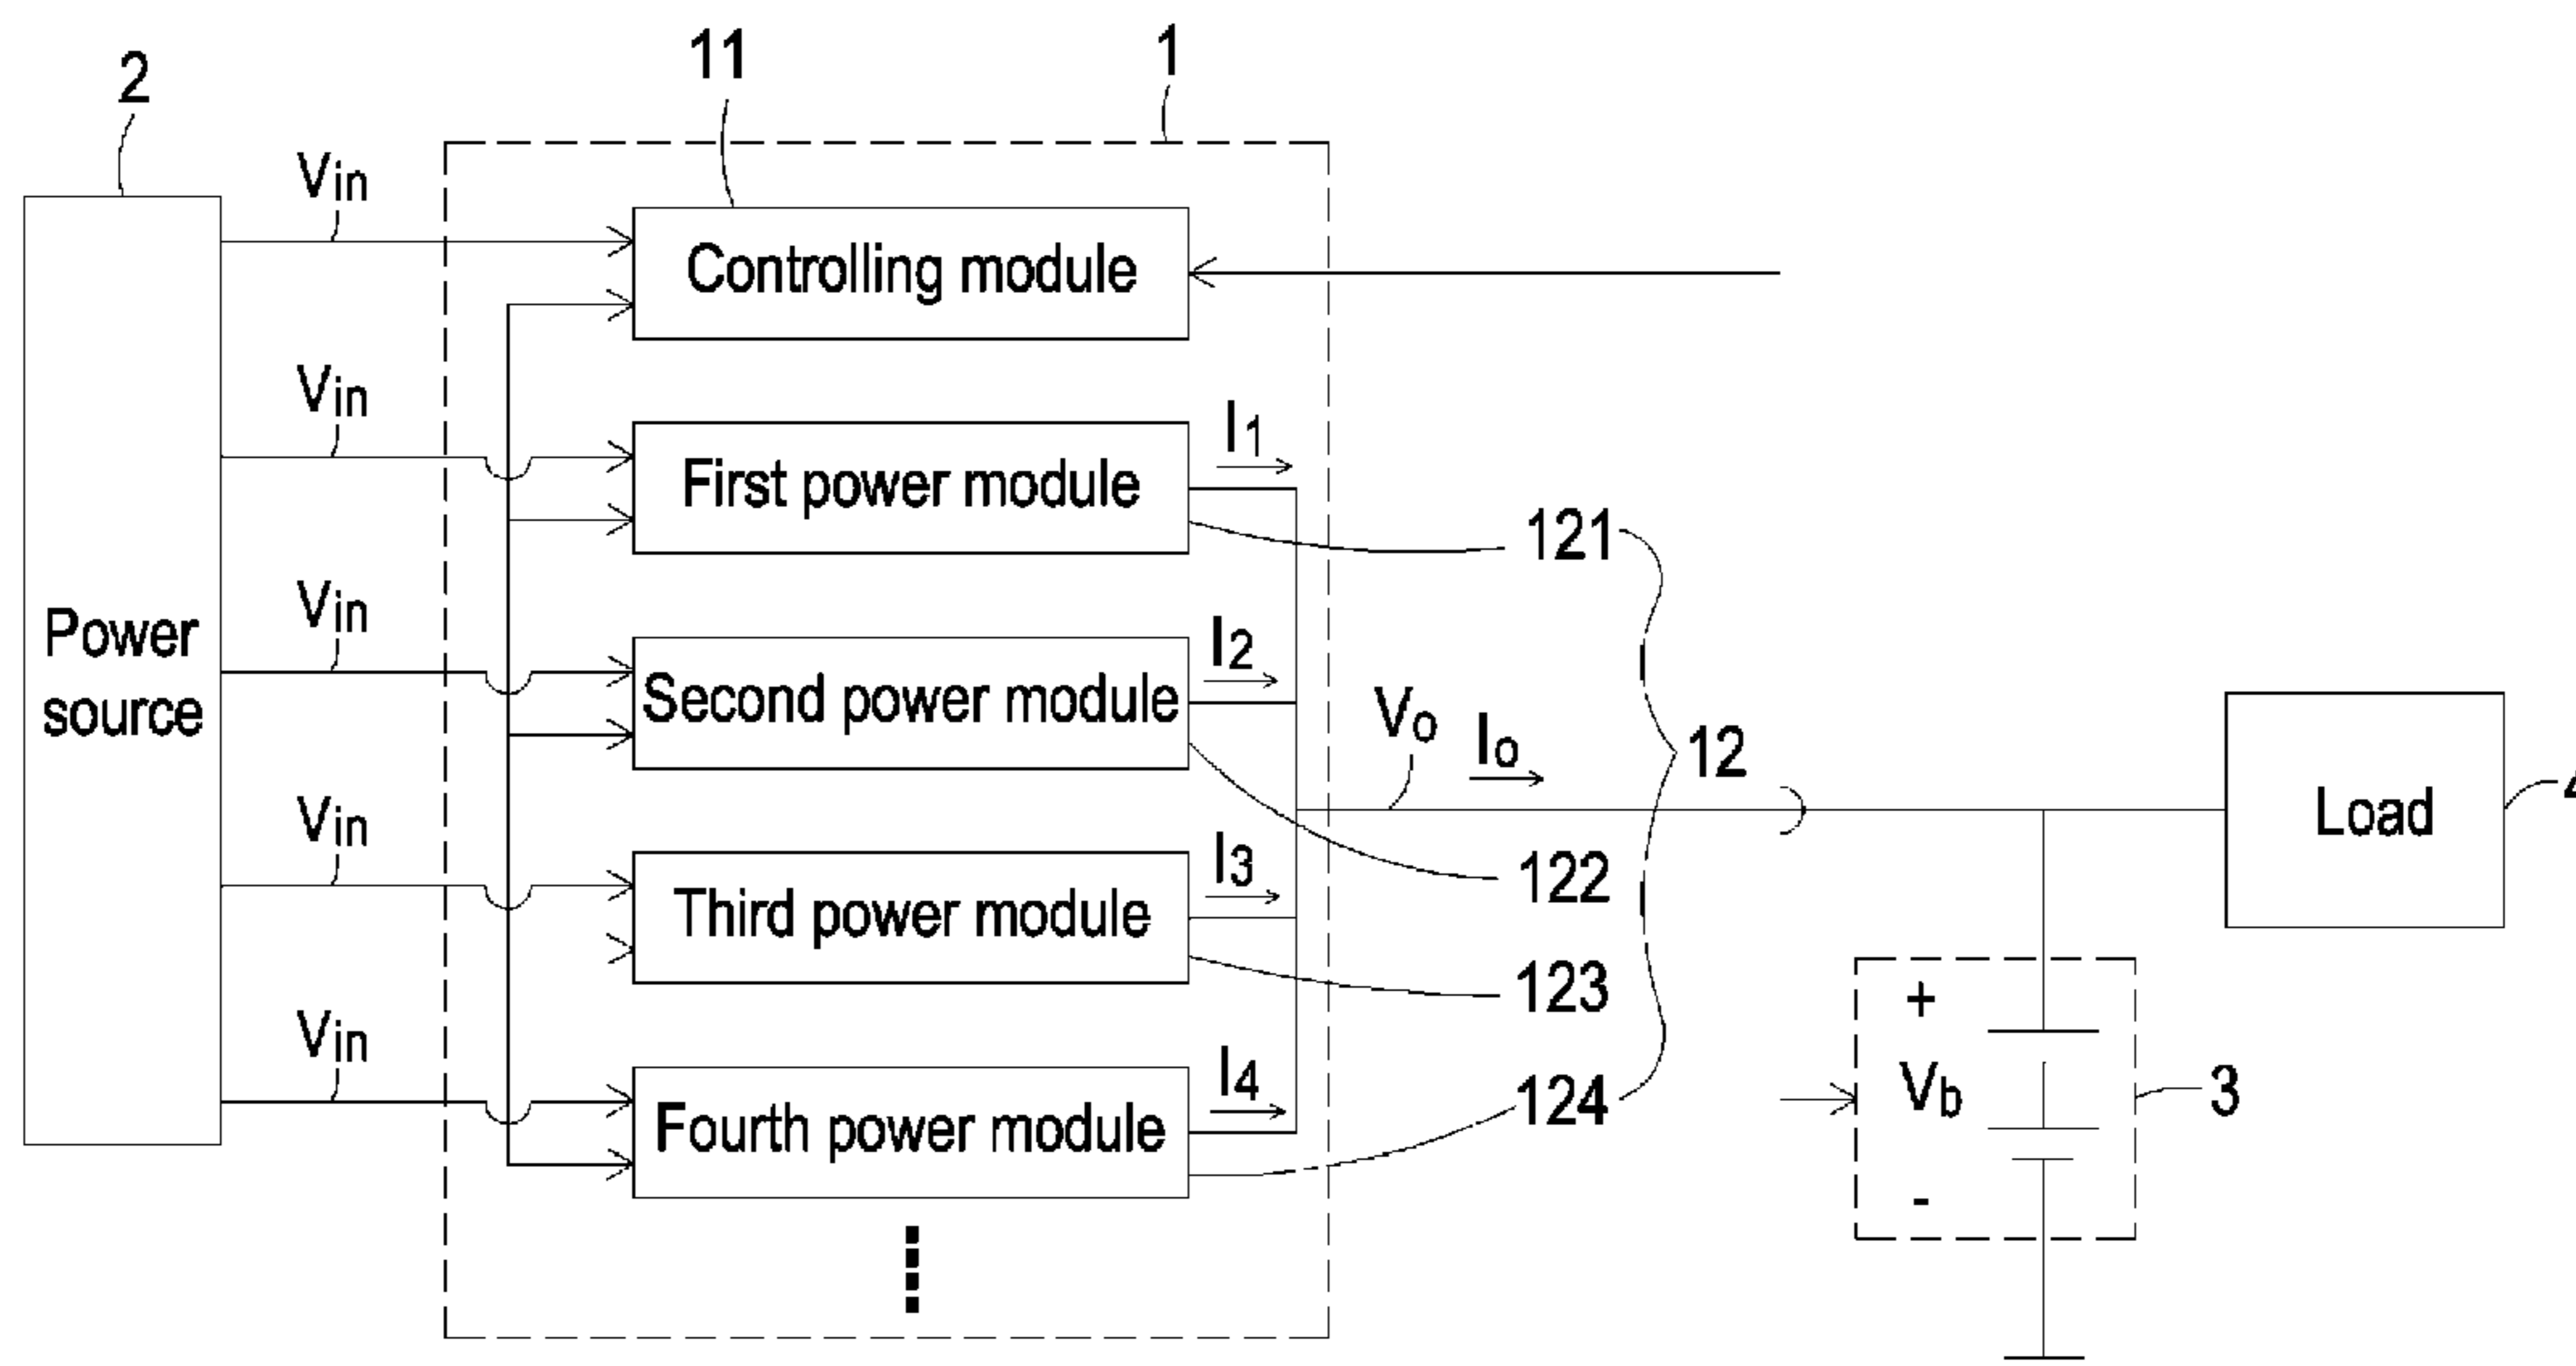 2
11
1
Vin
Controlling module
Vin
First power module
I1
121
Vin
Second power module
I2
122
Power
source
Vo
Io
12
Load
Vin
Third power module
I3
123
Vin
Fourth power module
I4
124
+
Vb
-
3